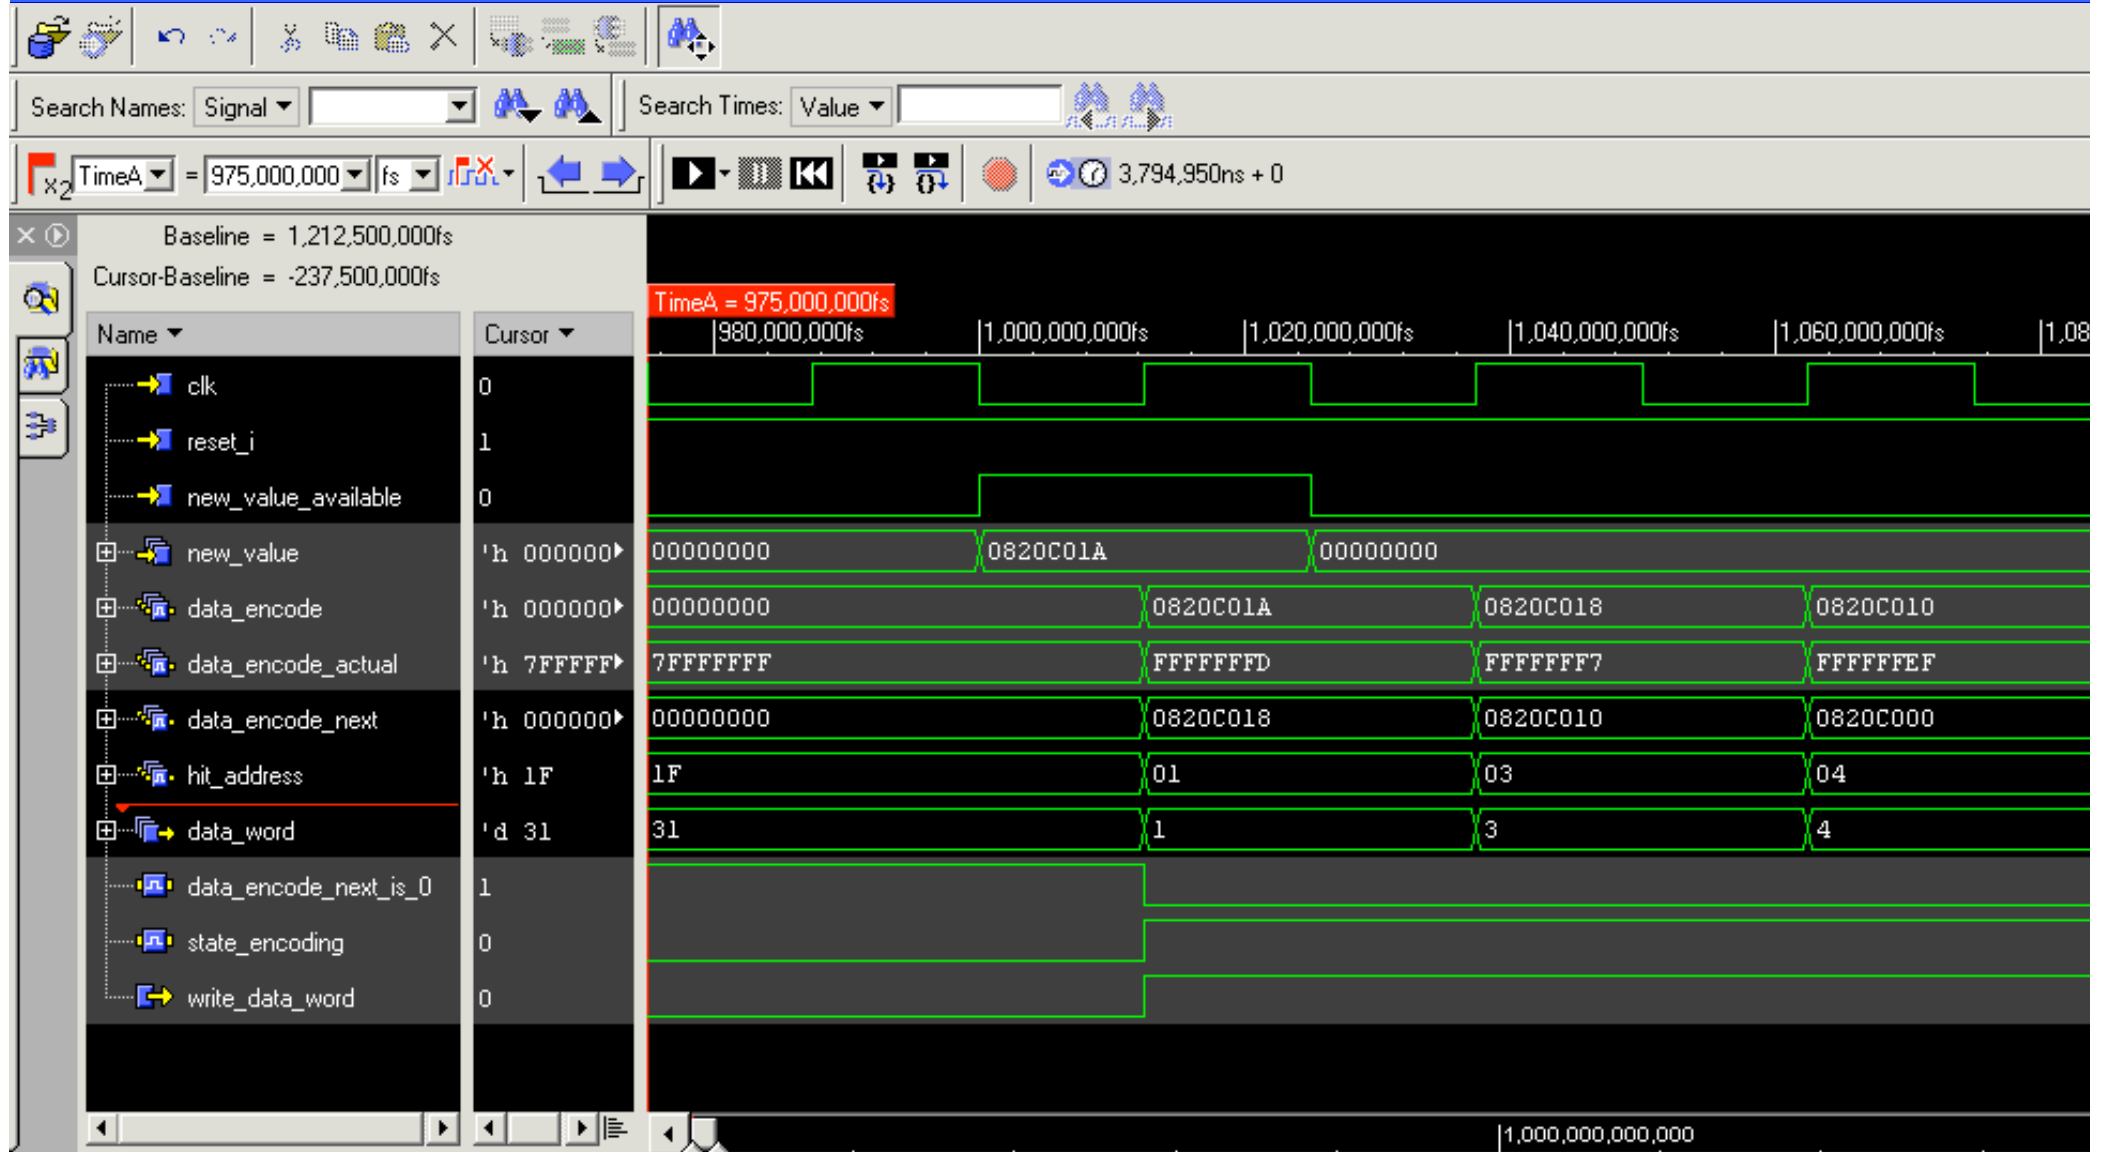 Search Names: Signal Search Times: Value
x2 TimeA = 975,000,000 fs 3,794,950ns + 0
Baseline = 1,212,500,000fs
Cursor-Baseline = -237,500,000fs
TimeA = 975,000,000fs
Name Cursor 980,000,000fs 1,000,000,000fs 1,020,000,000fs 1,040,000,000fs 1,060,000,000fs 1,08
clk 0
reset_i 1
new_value_available 0
new_value 'h 000000 00000000 0820C01A 00000000
data_encode 'h 000000 00000000 0820C01A 0820C018 0820C010
data_encode_actual 'h 7FFFFF 7FFFFFFF FFFFFFFD FFFFFFF7 FFFFFFEF
data_encode_next 'h 000000 00000000 0820C018 0820C010 0820C000
hit_address 'h 1F 1F 01 03 04
data_word 'd 31 31 1 3 4
data_encode_next_is_0 1
state_encoding 0
write_data_word 0
1,000,000,000,000